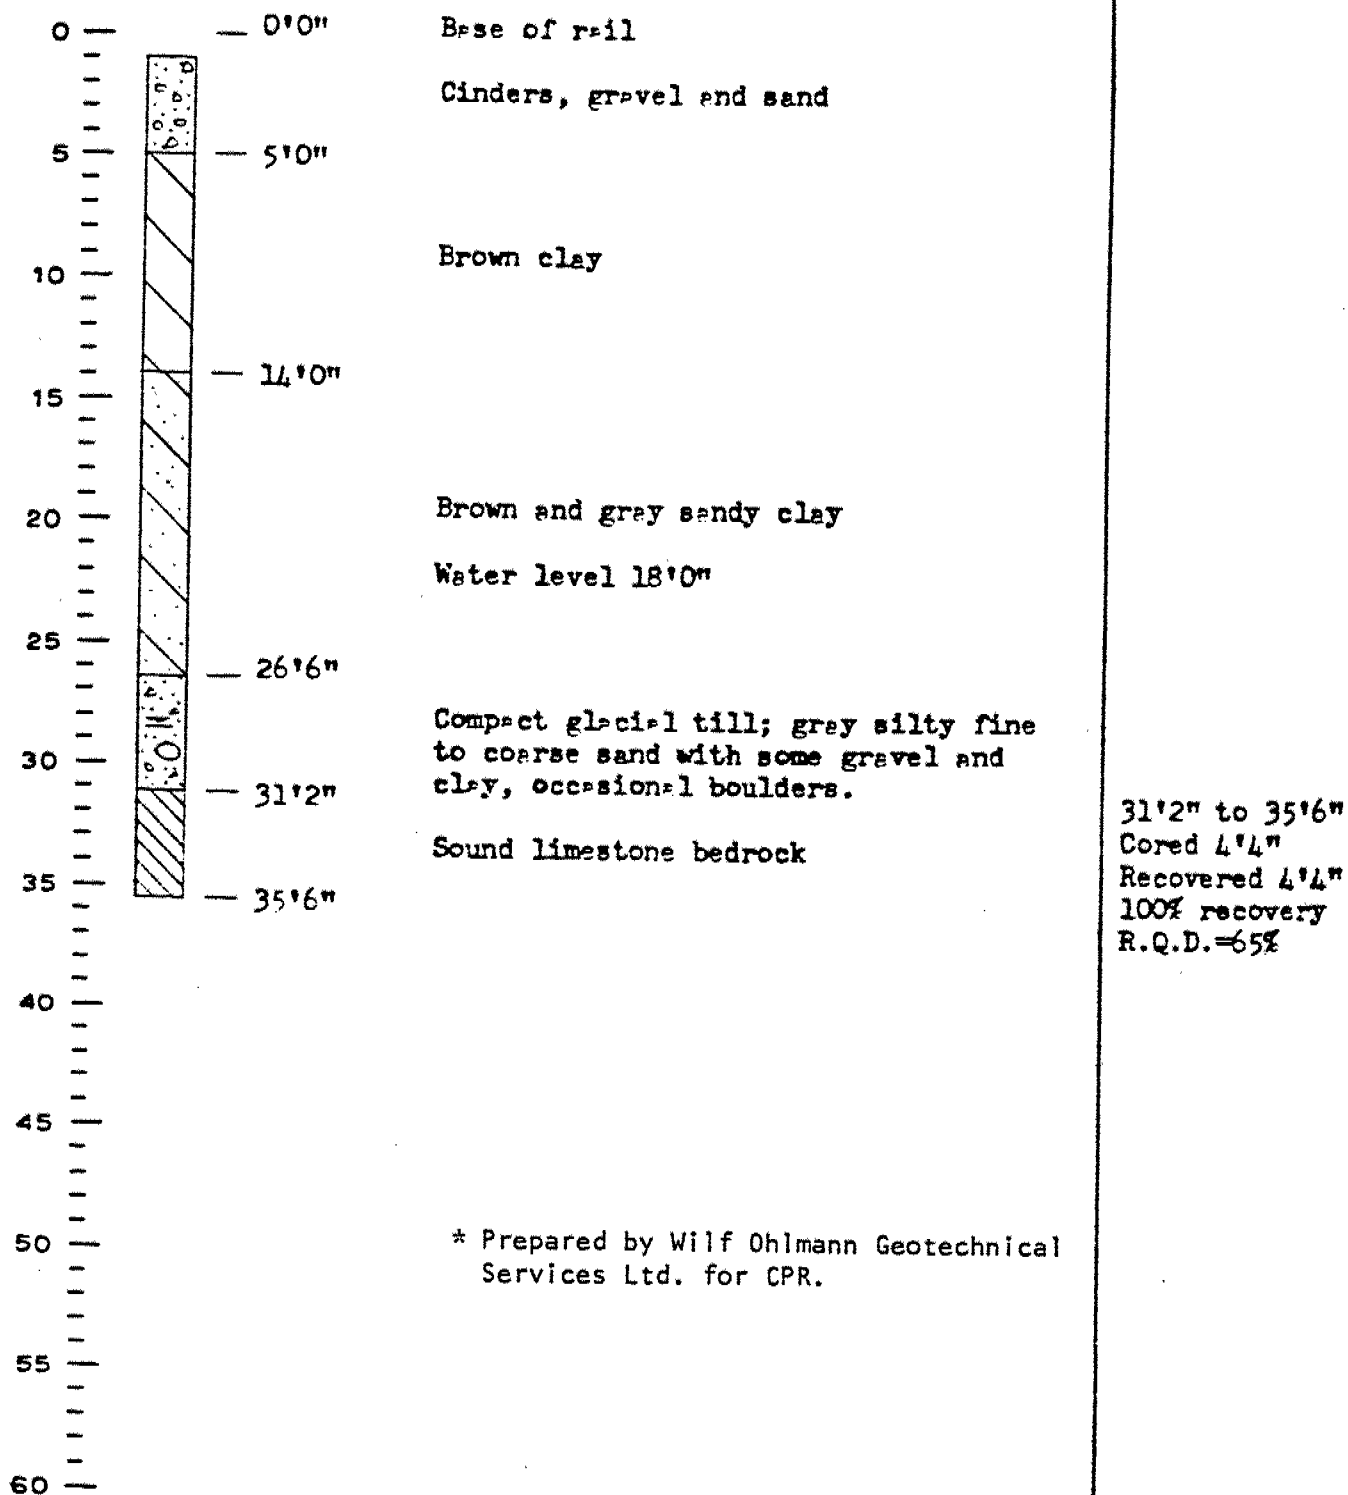 0 0'0" Base of rail
Cinders, gravel and sand
5 5'0"
Brown clay
10
14'0"
15
20 Brown and gray sandy clay
Water level 18'0"
25
26'6"
Compact glacial till; gray silty fine
to coarse sand with some gravel and
clay, occasional boulders.
30
31'2"
31'2" to 35'6"
Cored 4'4"
Sound limestone bedrock
Recovered 4'4"
35
35'6"
100% recovery
R.Q.D.=65%
40
45
50
* Prepared by Wilf Ohlmann Geotechnical
Services Ltd. for CPR.
55
60